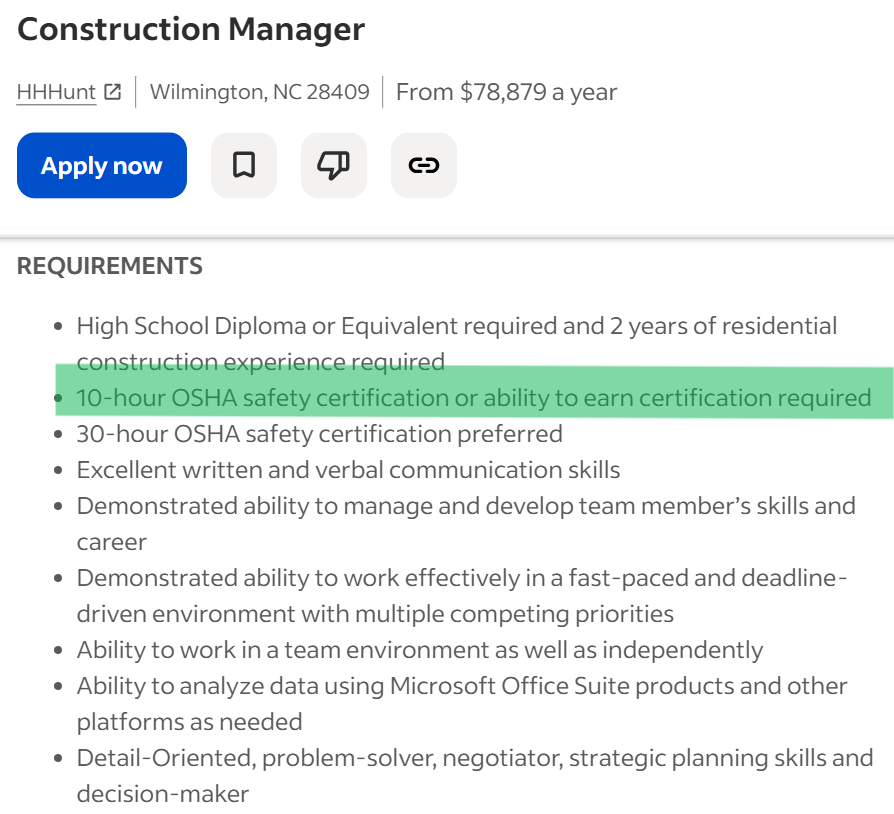 Construction Manager
HHHunt Wilmington, NC 28409 From $78,879 a year
Apply now
REQUIREMENTS
• High School Diploma or Equivalent required and 2 years of residential
construction experience required
• 10-hour OSHA safety certification or ability to earn certification required
• 30-hour OSHA safety certification preferred
• Excellent written and verbal communication skills
• Demonstrated ability to manage and develop team member’s skills and
career
• Demonstrated ability to work effectively in a fast-paced and deadline-
driven environment with multiple competing priorities
• Ability to work in a team environment as well as independently
• Ability to analyze data using Microsoft Office Suite products and other
platforms as needed
• Detail-Oriented, problem-solver, negotiator, strategic planning skills and
decision-maker